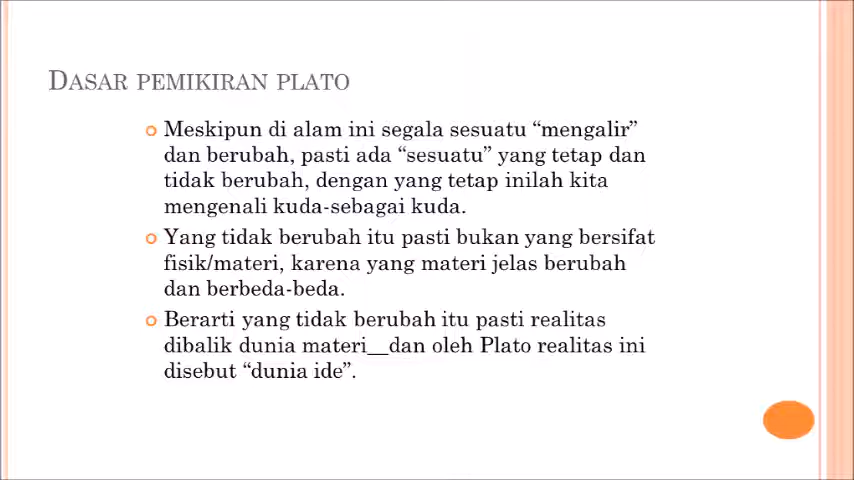 DASAR PEMIKIRAN PLATO
Meskipun di alam ini segala sesuatu “mengalir”
dan berubah, pasti ada “sesuatu” yang tetap dan
tidak berubah, dengan yang tetap inilah kita
mengenali kuda-sebagai kuda.
Yang tidak berubah itu pasti bukan yang bersifat
fisik/materi, karena yang materi jelas berubah
dan berbeda-beda.
Berarti yang tidak berubah itu pasti realitas
dibalik dunia materi__dan oleh Plato realitas ini
disebut “dunia ide”.